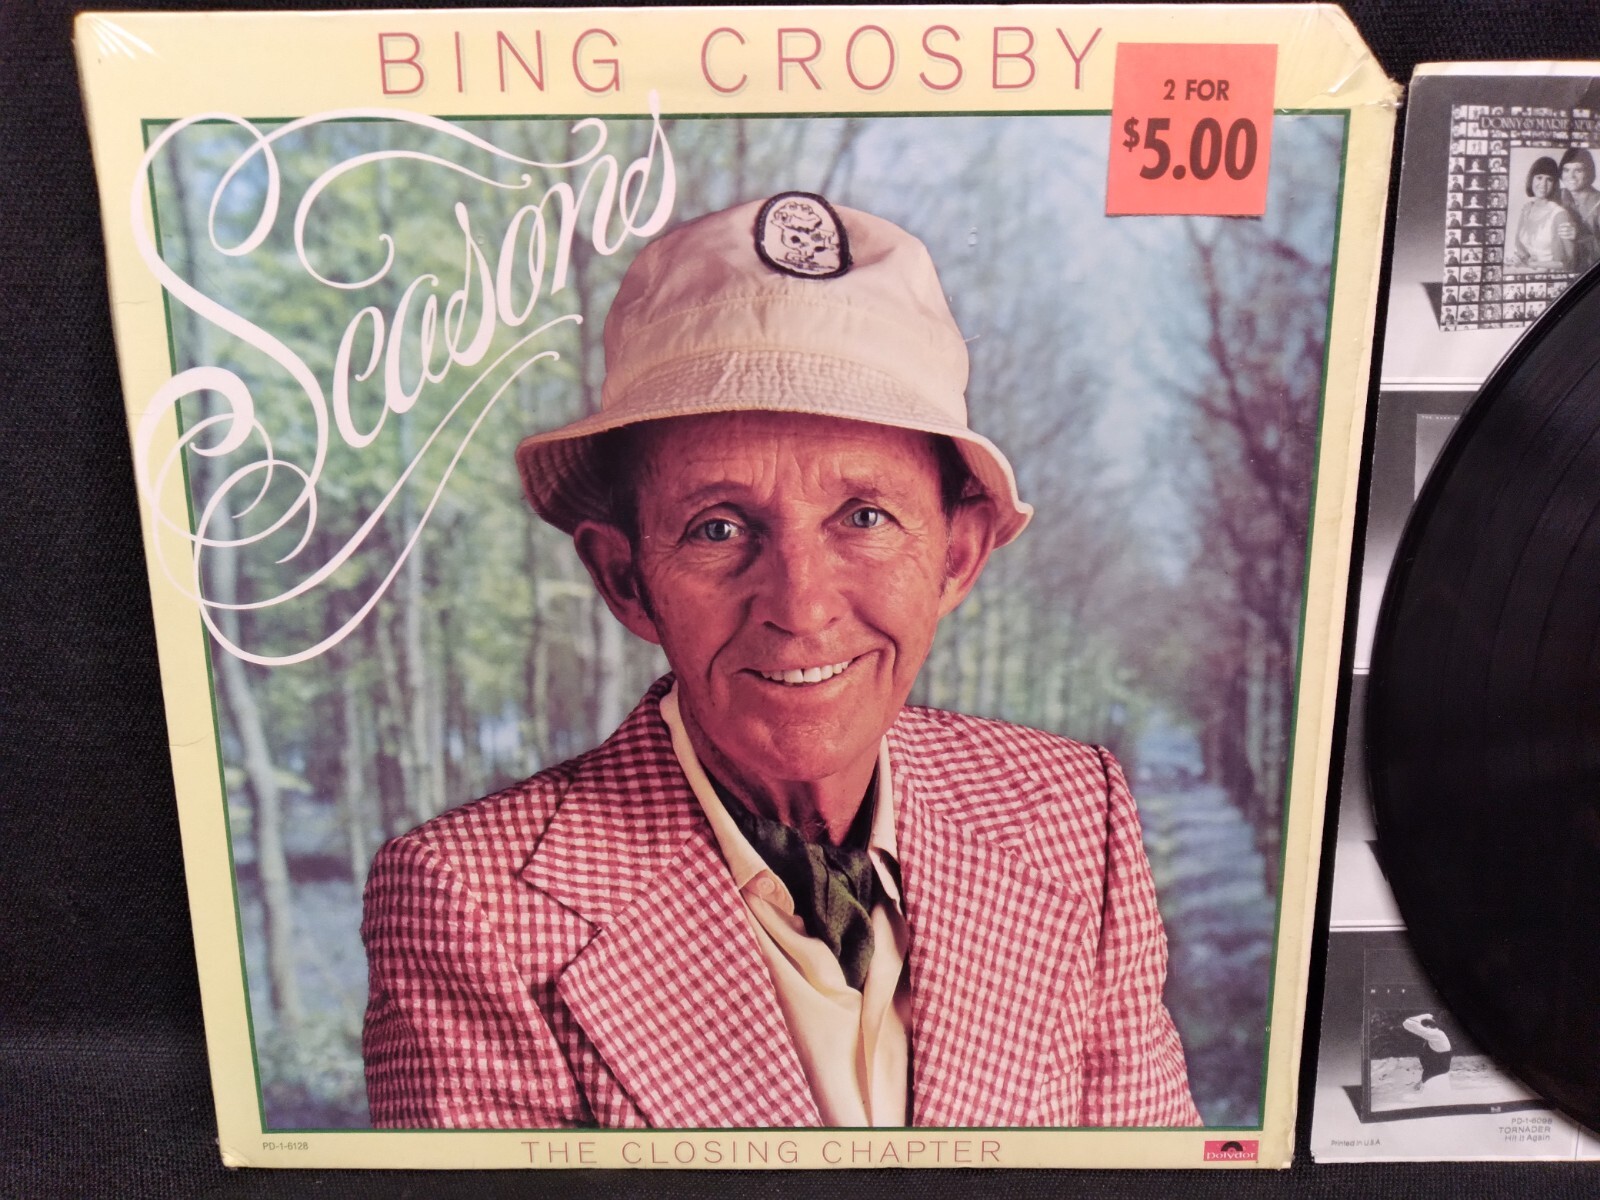 BING CROSBY
2 FOR
$5.00
Seasons
PD-1-6128
THE CLOSING CHAPTER
polydor
DONNY & MARIE
PD-1-6098
TORNADER
Hit It Again
Printed in U.S.A.